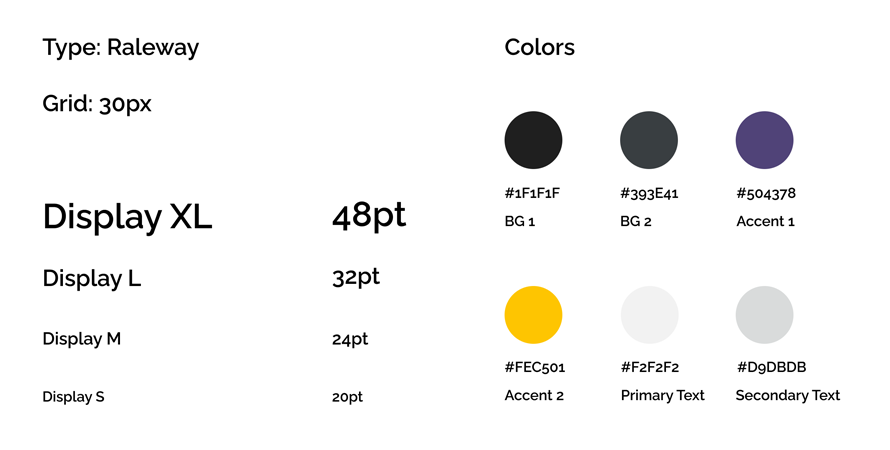 Type: Raleway
Grid: 30px
Display XL 48pt
Display L 32pt
Display M 24pt
Display S 20pt
Colors
#1F1F1F #393E41 #504378
BG 1 BG 2 Accent 1
#FEC501 #F2F2F2 #D9DBDB
Accent 2 Primary Text Secondary Text